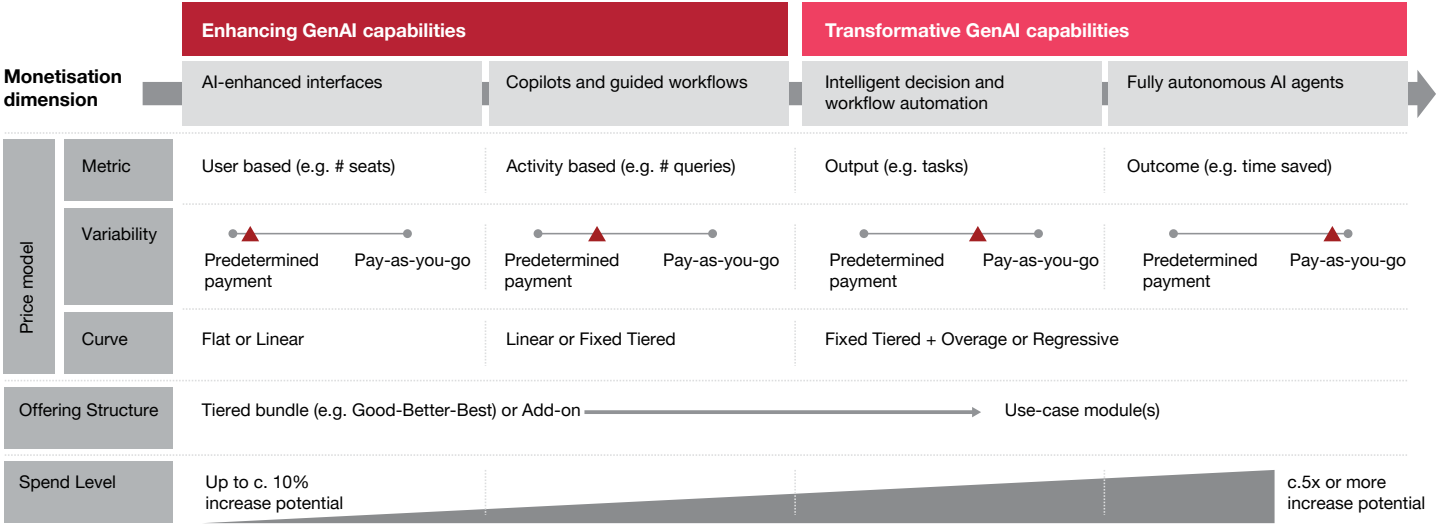 Enhancing GenAI capabilities
Transformative GenAI capabilities
Monetisation
dimension
AI-enhanced interfaces
Copilots and guided workflows
Intelligent decision and
workflow automation
Fully autonomous AI agents
Price model
Metric
User based (e.g. # seats)
Activity based (e.g. # queries)
Output (e.g. tasks)
Outcome (e.g. time saved)
Variability
Predetermined
payment
Pay-as-you-go
Predetermined
payment
Pay-as-you-go
Predetermined
payment
Pay-as-you-go
Predetermined
payment
Pay-as-you-go
Curve
Flat or Linear
Linear or Fixed Tiered
Fixed Tiered + Overage or Regressive
Offering Structure
Tiered bundle (e.g. Good-Better-Best) or Add-on
Use-case module(s)
Spend Level
Up to c. 10%
increase potential
c.5x or more
increase potential